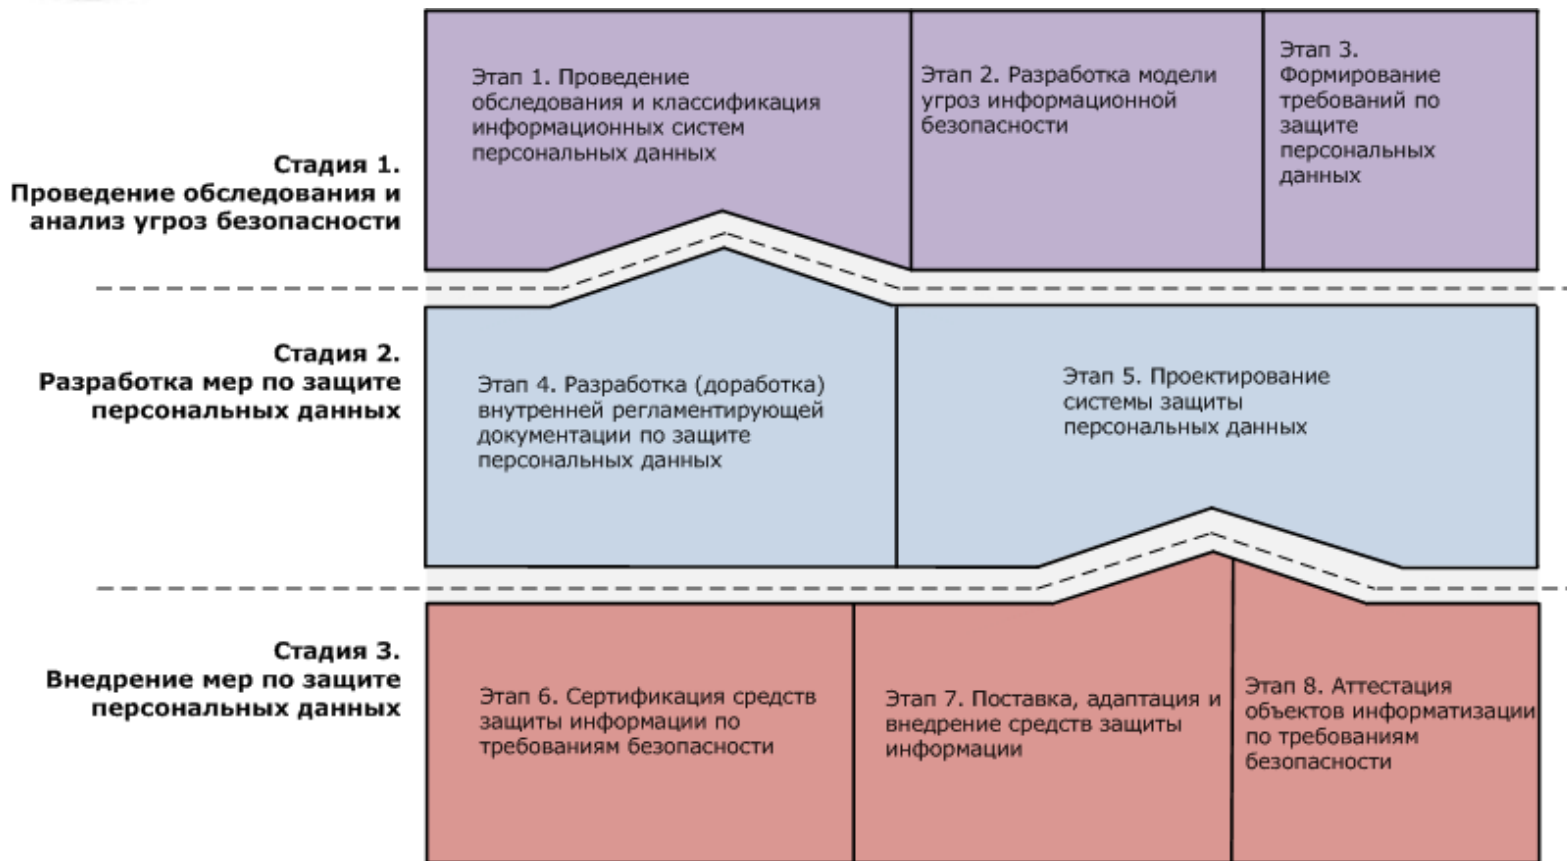 Этап 1. Проведение
обследования и классификация
информационных систем
персональных данных
Этап 2. Разработка модели
угроз информационной
безопасности
Этап 3.
Формирование
требований по
защите
персональных
данных
Стадия 1.
Проведение обследования и
анализ угроз безопасности
Стадия 2.
Разработка мер по защите
персональных данных
Этап 4. Разработка (доработка)
внутренней регламентирующей
документации по защите
персональных данных
Этап 5. Проектирование
системы защиты
персональных данных
Стадия 3.
Внедрение мер по защите
персональных данных
Этап 6. Сертификация средств
защиты информации по
требованиям безопасности
Этап 7. Поставка, адаптация и
внедрение средств защиты
информации
Этап 8. Аттестация
объектов информатизации
по требованиям
безопасности